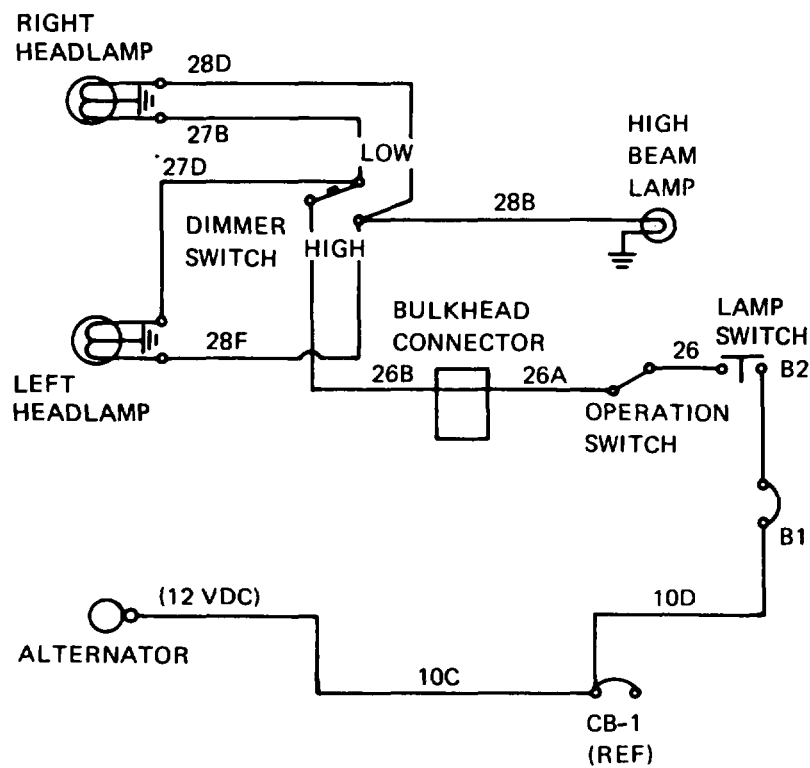 RIGHT
HEADLAMP
28D
27B
27D
LOW
HIGH
BEAM
LAMP
28B
DIMMER
SWITCH
HIGH
BULKHEAD
CONNECTOR
LAMP
SWITCH
28F
26
B2
LEFT
HEADLAMP
26B
26A
OPERATION
SWITCH
B1
(12 VDC)
10D
ALTERNATOR
10C
CB-1
(REF)